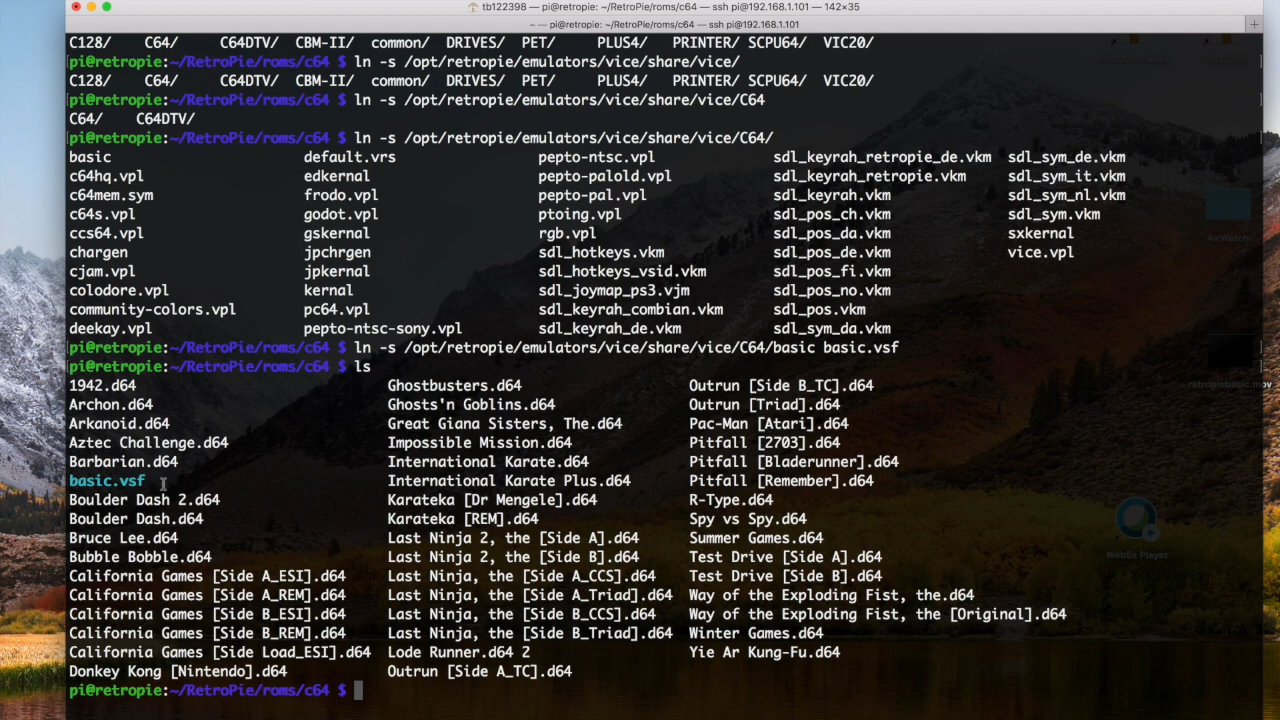 tb122398 — pi@retropie: ~/RetroPie/roms/c64 — ssh pi@192.168.1.101 — 142×35
~ — pi@retropie: ~/RetroPie/roms/c64 — ssh pi@192.168.1.101
C128/ C64/ C64DTV/ CBM-II/ common/ DRIVES/ PET/ PLUS4/ PRINTER/ SCPU64/ VIC20/
pi@retropie:~/RetroPie/roms/c64 $ ln -s /opt/retropie/emulators/vice/share/vice/
C128/ C64/ C64DTV/ CBM-II/ common/ DRIVES/ PET/ PLUS4/ PRINTER/ SCPU64/ VIC20/
pi@retropie:~/RetroPie/roms/c64 $ ln -s /opt/retropie/emulators/vice/share/vice/C64
C64/ C64DTV/
pi@retropie:~/RetroPie/roms/c64 $ ln -s /opt/retropie/emulators/vice/share/vice/C64/
basic default.vrs pepto-ntsc.vpl sdl_keyrah_retropie_de.vkm sdl_sym_de.vkm
c64hq.vpl edkernal pepto-palold.vpl sdl_keyrah_retropie.vkm sdl_sym_it.vkm
c64mem.sym frodo.vpl pepto-pal.vpl sdl_keyrah.vkm sdl_sym_nl.vkm
c64s.vpl godot.vpl ptoing.vpl sdl_pos_ch.vkm sdl_sym.vkm
ccs64.vpl gskernal rgb.vpl sdl_pos_da.vkm sxkernal
chargen jpchrgen sdl_hotkeys.vkm sdl_pos_de.vkm vice.vpl
cjam.vpl jpkernal sdl_hotkeys_vsid.vkm sdl_pos_fi.vkm
colodore.vpl kernal sdl_joymap_ps3.vjm sdl_pos_no.vkm
community-colors.vpl pc64.vpl sdl_keyrah_combian.vkm sdl_pos.vkm
deekay.vpl pepto-ntsc-sony.vpl sdl_keyrah_de.vkm sdl_sym_da.vkm
pi@retropie:~/RetroPie/roms/c64 $ ln -s /opt/retropie/emulators/vice/share/vice/C64/basic basic.vsf
pi@retropie:~/RetroPie/roms/c64 $ ls
1942.d64 Ghostbusters.d64 Outrun [Side B_TC].d64
Archon.d64 Ghosts'n Goblins.d64 Outrun [Triad].d64
Arkanoid.d64 Great Giana Sisters, The.d64 Pac-Man [Atari].d64
Aztec Challenge.d64 Impossible Mission.d64 Pitfall [2703].d64
Barbarian.d64 International Karate.d64 Pitfall [Bladerunner].d64
basic.vsf International Karate Plus.d64 Pitfall [Remember].d64
Boulder Dash 2.d64 Karateka [Dr Mengele].d64 R-Type.d64
Boulder Dash.d64 Karateka [REM].d64 Spy vs Spy.d64
Bruce Lee.d64 Last Ninja 2, the [Side A].d64 Summer Games.d64
Bubble Bobble.d64 Last Ninja 2, the [Side B].d64 Test Drive [Side A].d64
California Games [Side A_ESI].d64 Last Ninja, the [Side A_CCS].d64 Test Drive [Side B].d64
California Games [Side A_REM].d64 Last Ninja, the [Side A_Triad].d64 Way of the Exploding Fist, the.d64
California Games [Side B_ESI].d64 Last Ninja, the [Side B_CCS].d64 Way of the Exploding Fist, the [Original].d64
California Games [Side B_REM].d64 Last Ninja, the [Side B_Triad].d64 Winter Games.d64
California Games [Side Load_ESI].d64 Lode Runner.d64 2 Yie Ar Kung-Fu.d64
Donkey Kong [Nintendo].d64 Outrun [Side A_TC].d64
pi@retropie:~/RetroPie/roms/c64 $
AirWatch
retropiebasic.mov
WebEx Player